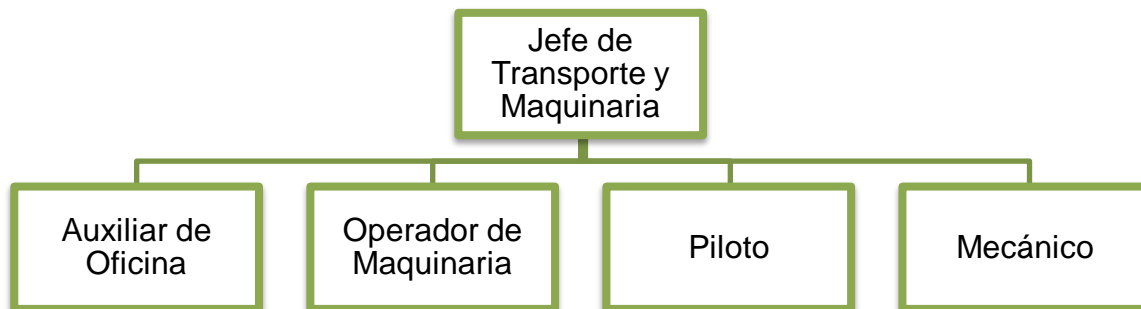 Jefe de
Transporte y
Maquinaria
Auxiliar de
Oficina
Operador de
Maquinaria
Piloto
Mecánico